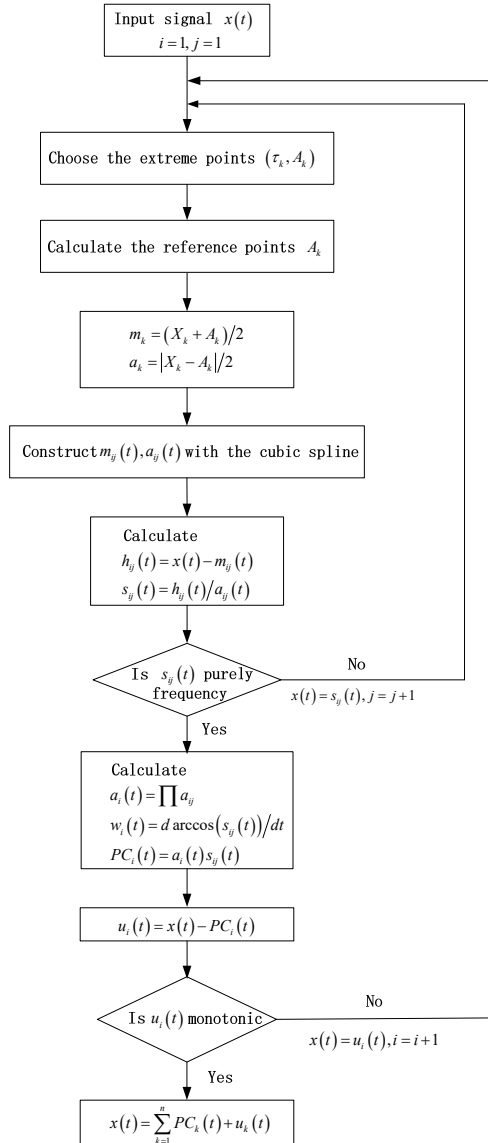 Input signal x(t)
i=1, j=1
Choose the extreme points (τ_k, A_k)
Calculate the reference points A_k
m_k = (X_k + A_k)/2
a_k = |X_k − A_k|/2
Construct m_ij(t), a_ij(t) with the cubic spline
Calculate
h_ij(t) = x(t) − m_ij(t)
s_ij(t) = h_ij(t)/a_ij(t)
Is s_ij(t) purely
frequency
No
x(t) = s_ij(t), j = j+1
Yes
Calculate
a_i(t) = ∏ a_ij
w_i(t) = d arccos(s_ij(t))/dt
PC_i(t) = a_i(t)s_ij(t)
u_i(t) = x(t) − PC_i(t)
Is u_i(t) monotonic
No
x(t) = u_i(t), i = i+1
Yes
x(t) = ∑_{k=1}^{n} PC_k(t) + u_k(t)